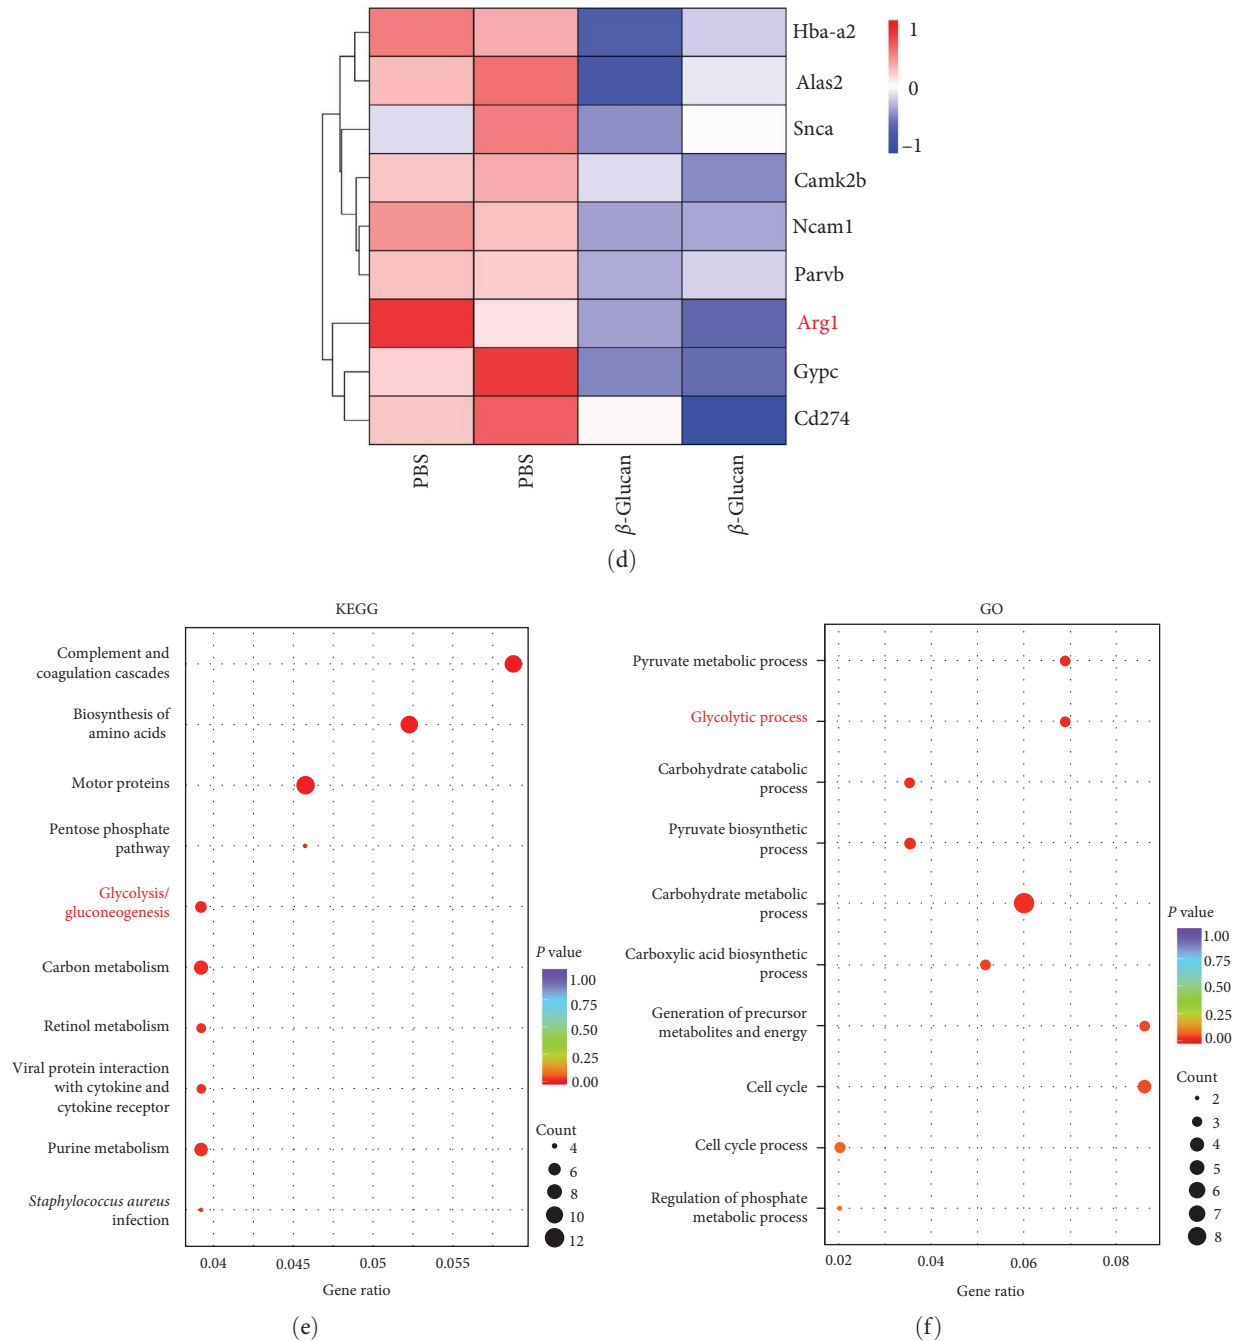 Hba-a2
Alas2
Snca
Camk2b
Ncam1
Parvb
Arg1
Gypc
Cd274
1
0
−1
PBS
PBS
β-Glucan
β-Glucan
(d)
KEGG
Complement and
coagulation cascades
Biosynthesis of
amino acids
Motor proteins
Pentose phosphate
pathway
Glycolysis/
gluconeogenesis
Carbon metabolism
Retinol metabolism
Viral protein interaction
with cytokine and
cytokine receptor
Purine metabolism
Staphylococcus aureus
infection
0.04 0.045 0.05 0.055
Gene ratio
P value
1.00
0.75
0.50
0.25
0.00
Count
4
6
8
10
12
(e)
GO
Pyruvate metabolic process
Glycolytic process
Carbohydrate catabolic
process
Pyruvate biosynthetic
process
Carbohydrate metabolic
process
Carboxylic acid biosynthetic
process
Generation of precursor
metabolites and energy
Cell cycle
Cell cycle process
Regulation of phosphate
metabolic process
0.02 0.04 0.06 0.08
Gene ratio
P value
1.00
0.75
0.50
0.25
0.00
Count
2
3
4
5
6
7
8
(f)